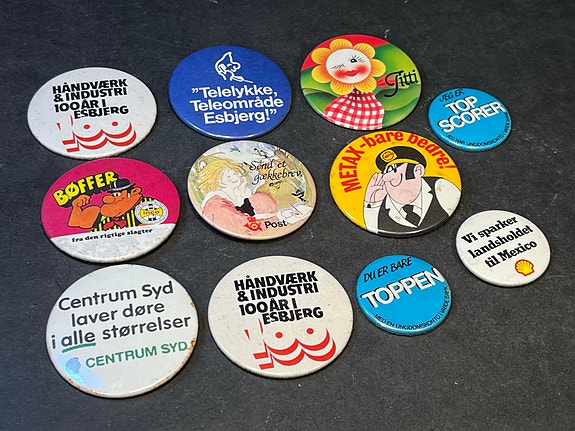 HÅNDVÆRK
& INDUSTRI
100 ÅR I
ESBJERG
100
"Telelykke,
Teleområde
Esbjerg!"
Gitti
JEG ER
TOP
SCORER
BØFFER
fra den rigtige slagter
Send et
gækkebrev
Post
METAX-bare bedre!
Vi sparker
landsholdet
til Mexico
Centrum Syd
laver døre
i alle størrelser
CENTRUM SYD
HÅNDVÆRK
& INDUSTRI
100 ÅR I
ESBJERG
100
DU ER BARE
TOPPEN